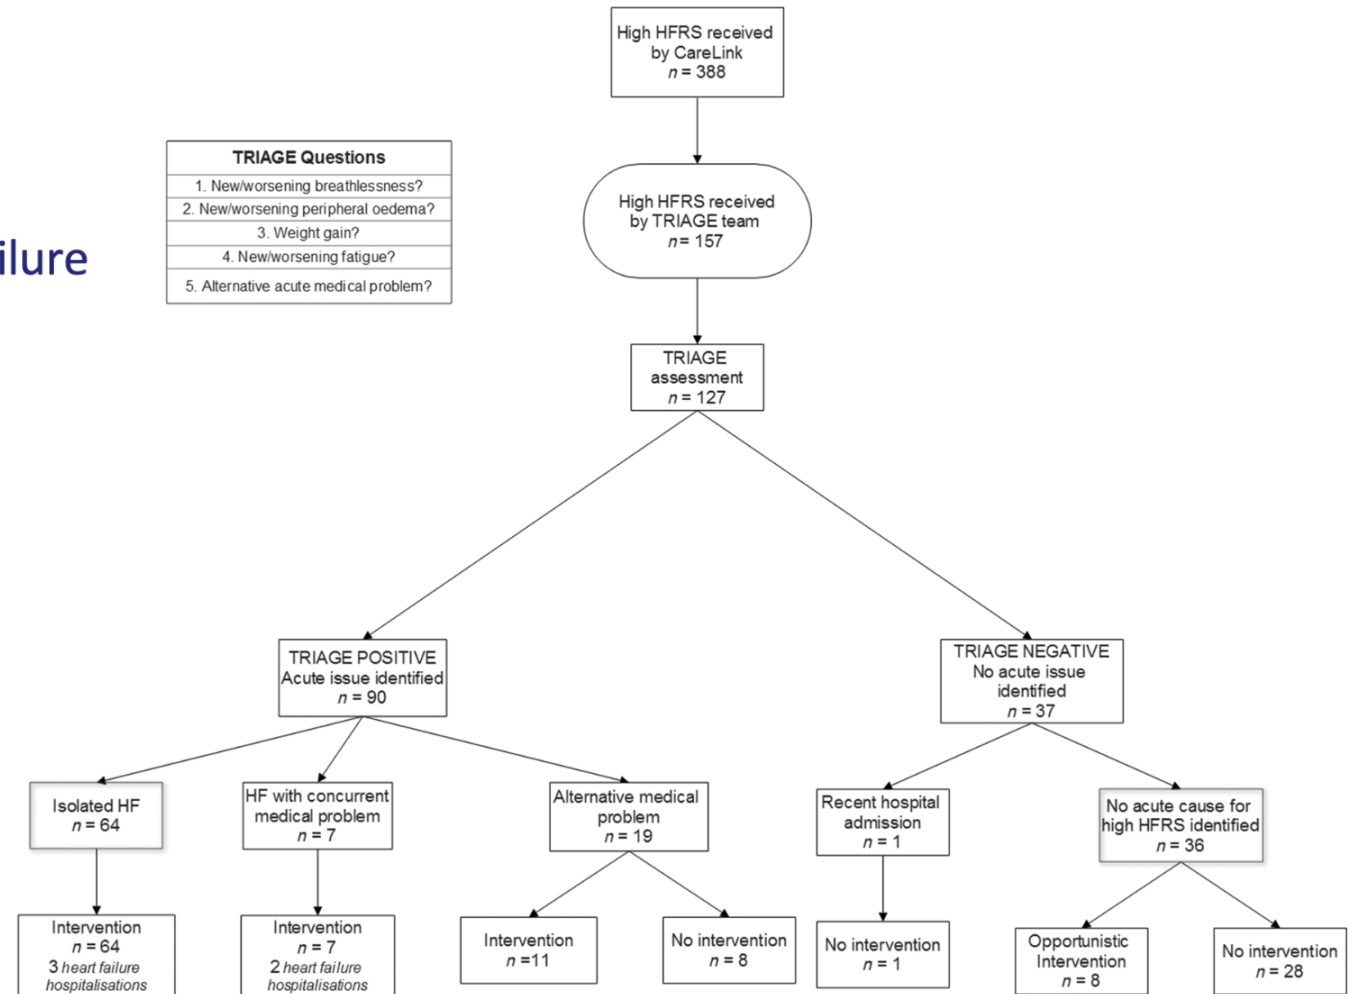 High HFRS received
by CareLink
n = 388
TRIAGE Questions
1. New/worsening breathlessness?
2. New/worsening peripheral oedema?
3. Weight gain?
4. New/worsening fatigue?
5. Alternative acute medical problem?
ilure
High HFRS received
by TRIAGE team
n = 157
TRIAGE
assessment
n = 127
TRIAGE POSITIVE
Acute issue identified
n = 90
TRIAGE NEGATIVE
No acute issue
identified
n = 37
Isolated HF
n = 64
HF with concurrent
medical problem
n = 7
Alternative medical
problem
n = 19
Recent hospital
admission
n = 1
No acute cause for
high HFRS identified
n = 36
Intervention
n = 64
3 heart failure
hospitalisations
Intervention
n = 7
2 heart failure
hospitalisations
Intervention
n =11
No intervention
n = 8
No intervention
n = 1
Opportunistic
Intervention
n = 8
No intervention
n = 28